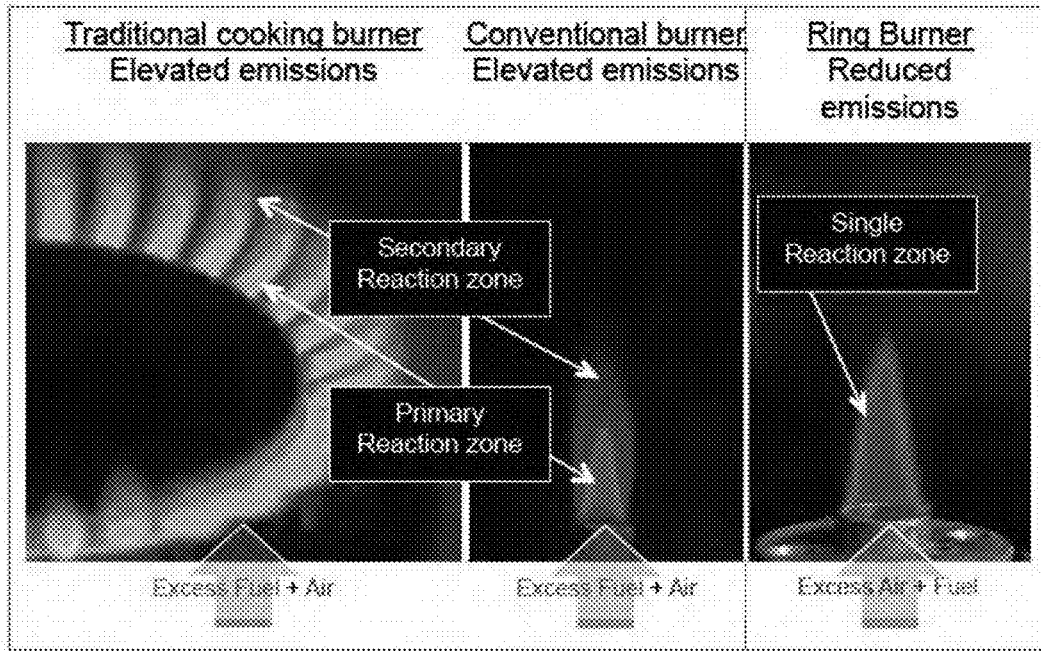 Traditional cooking burner
Elevated emissions
Conventional burner
Elevated emissions
Ring Burner
Reduced
emissions
Secondary
Reaction zone
Single
Reaction zone
Primary
Reaction zone
Excess Fuel + Air
Excess Fuel + Air
Excess Air + Fuel